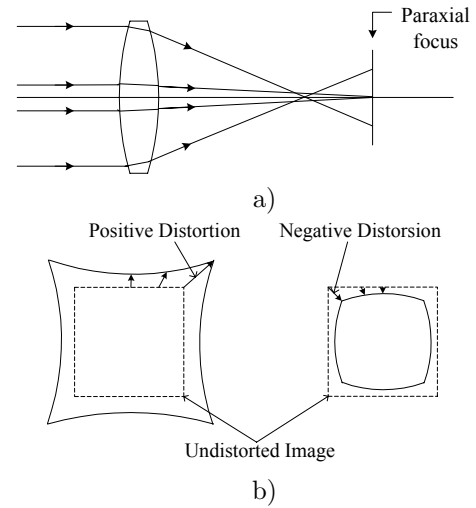 Paraxial
focus
a)
Positive Distortion
Negative Distorsion
Undistorted Image
b)